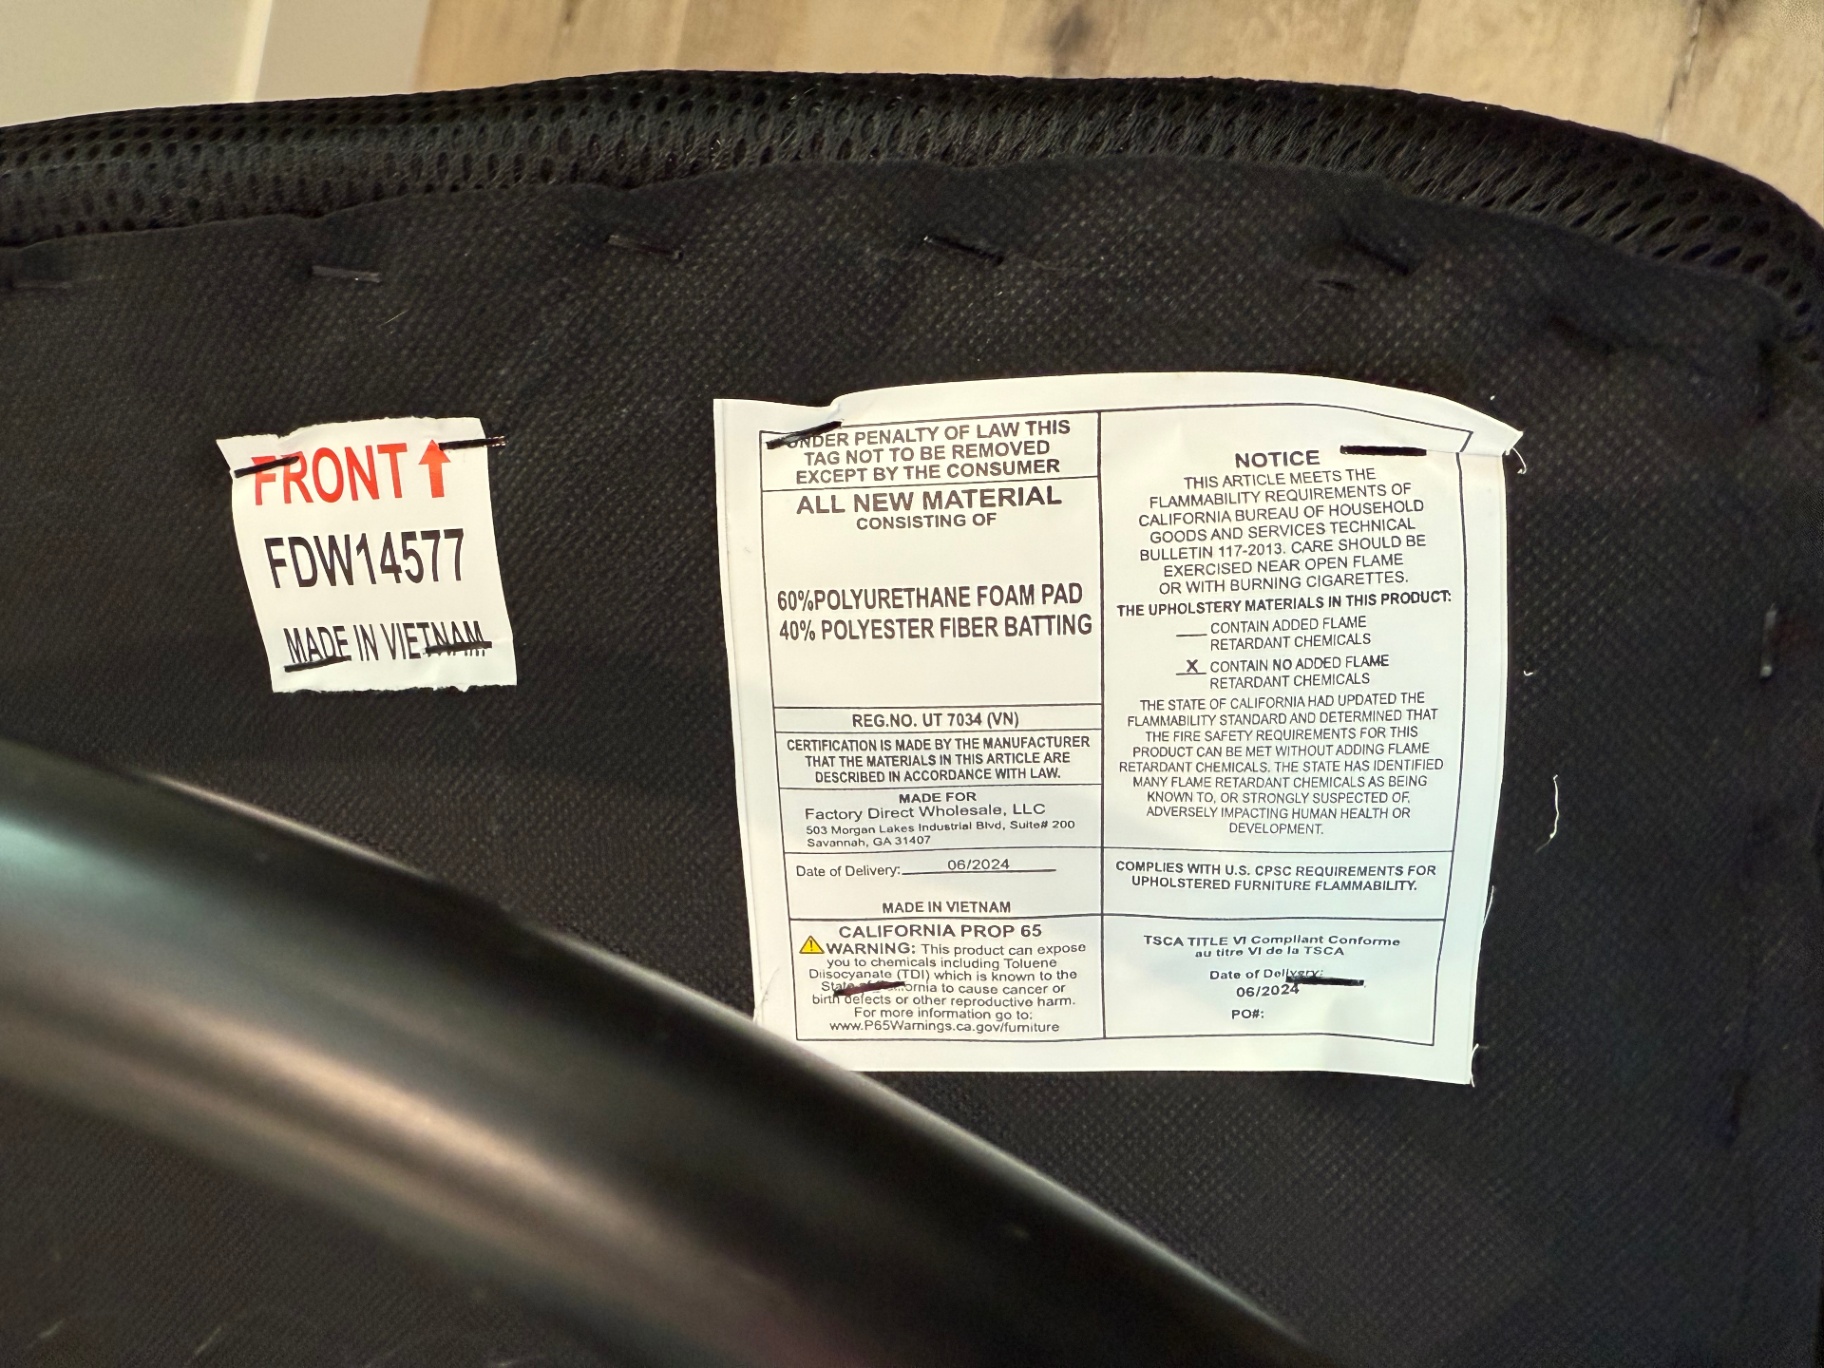 FRONT ↑
FDW14577
MADE IN VIETNAM
UNDER PENALTY OF LAW THIS
TAG NOT TO BE REMOVED
EXCEPT BY THE CONSUMER
ALL NEW MATERIAL
CONSISTING OF
60%POLYURETHANE FOAM PAD
40% POLYESTER FIBER BATTING
REG.NO. UT 7034 (VN)
CERTIFICATION IS MADE BY THE MANUFACTURER
THAT THE MATERIALS IN THIS ARTICLE ARE
DESCRIBED IN ACCORDANCE WITH LAW.
MADE FOR
Factory Direct Wholesale, LLC
503 Morgan Lakes Industrial Blvd, Suite# 200
Savannah, GA 31407
Date of Delivery: 06/2024
MADE IN VIETNAM
CALIFORNIA PROP 65
WARNING: This product can expose
you to chemicals including Toluene
Diisocyanate (TDI) which is known to the
State of California to cause cancer or
birth defects or other reproductive harm.
For more information go to:
www.P65Warnings.ca.gov/furniture
NOTICE
THIS ARTICLE MEETS THE
FLAMMABILITY REQUIREMENTS OF
CALIFORNIA BUREAU OF HOUSEHOLD
GOODS AND SERVICES TECHNICAL
BULLETIN 117-2013. CARE SHOULD BE
EXERCISED NEAR OPEN FLAME
OR WITH BURNING CIGARETTES.
THE UPHOLSTERY MATERIALS IN THIS PRODUCT:
___ CONTAIN ADDED FLAME
RETARDANT CHEMICALS
X CONTAIN NO ADDED FLAME
RETARDANT CHEMICALS
THE STATE OF CALIFORNIA HAD UPDATED THE
FLAMMABILITY STANDARD AND DETERMINED THAT
THE FIRE SAFETY REQUIREMENTS FOR THIS
PRODUCT CAN BE MET WITHOUT ADDING FLAME
RETARDANT CHEMICALS. THE STATE HAS IDENTIFIED
MANY FLAME RETARDANT CHEMICALS AS BEING
KNOWN TO, OR STRONGLY SUSPECTED OF,
ADVERSELY IMPACTING HUMAN HEALTH OR
DEVELOPMENT.
COMPLIES WITH U.S. CPSC REQUIREMENTS FOR
UPHOLSTERED FURNITURE FLAMMABILITY.
TSCA TITLE VI Compliant Conforme
au titre VI de la TSCA
Date of Delivery:
06/2024
PO#: